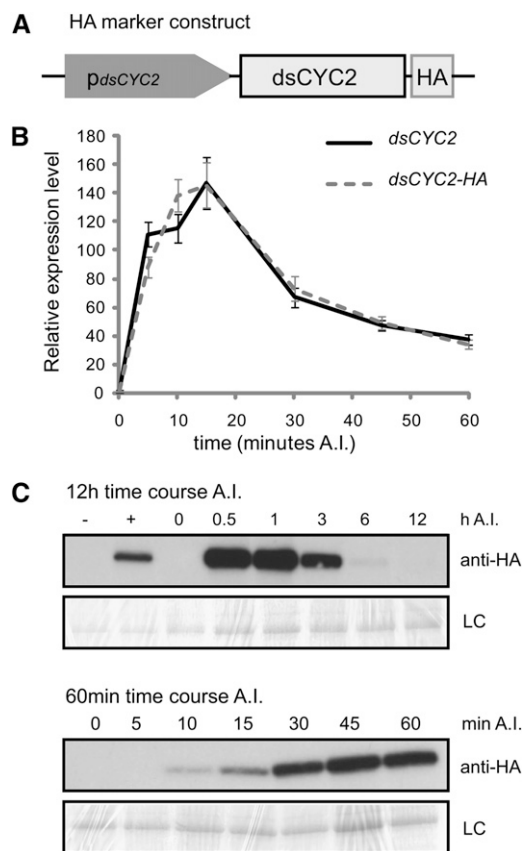 A HA marker construct
pdsCYC2 dsCYC2 HA
B
180
160
140
120
100
80
60
40
20
0
Relative expression level
dsCYC2
dsCYC2-HA
0 10 20 30 40 50 60
time (minutes A.I.)
C
12h time course A.I.
- + 0 0.5 1 3 6 12 h A.I.
anti-HA
LC
60min time course A.I.
0 5 10 15 30 45 60 min A.I.
anti-HA
LC